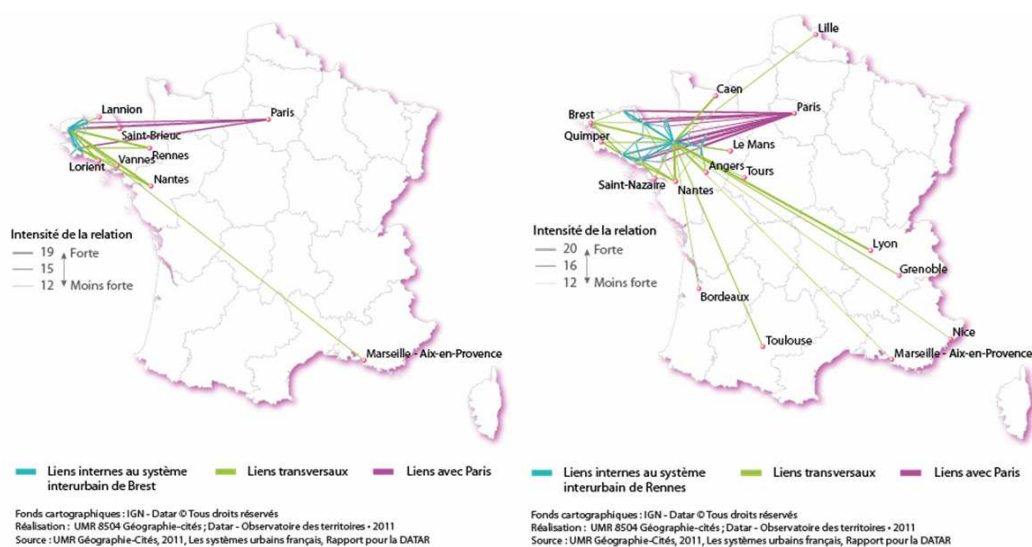 Lannion
Paris
Saint-Brieuc
Rennes
Vannes
Lorient
Nantes
Intensité de la relation
19 Forte
15
12 Moins forte
Marseille - Aix-en-Provence
Liens internes au système
interurbain de Brest
Liens transversaux
Liens avec Paris
Fonds cartographiques : IGN - Datar © Tous droits réservés
Réalisation : UMR 8504 Géographie-cités ; Datar - Observatoire des territoires • 2011
Source : UMR Géographie-Cités, 2011, Les systèmes urbains français, Rapport pour la DATAR
Lille
Caen
Paris
Brest
Quimper
Le Mans
Angers
Tours
Saint-Nazaire
Nantes
Intensité de la relation
20 Forte
16
12 Moins forte
Lyon
Grenoble
Bordeaux
Toulouse
Nice
Marseille - Aix-en-Provence
Liens internes au système
interurbain de Rennes
Liens transversaux
Liens avec Paris
Fonds cartographiques : IGN - Datar © Tous droits réservés
Réalisation : UMR 8504 Géographie-cités ; Datar - Observatoire des territoires • 2011
Source : UMR Géographie-Cités, 2011, Les systèmes urbains français, Rapport pour la DATAR